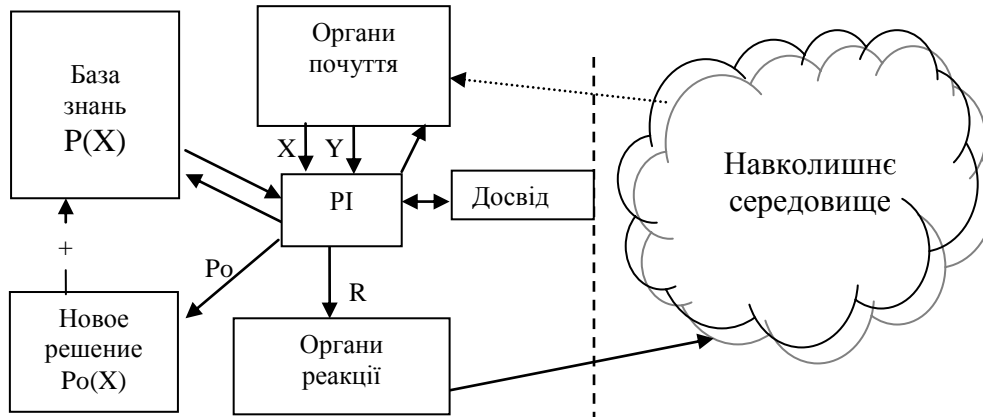 База
знань
P(X)
Органи
почуття
X
Y
PI
Досвід
Навколишнє
середовище
+
Po
R
Новое
решение
Po(X)
Органи
реакції